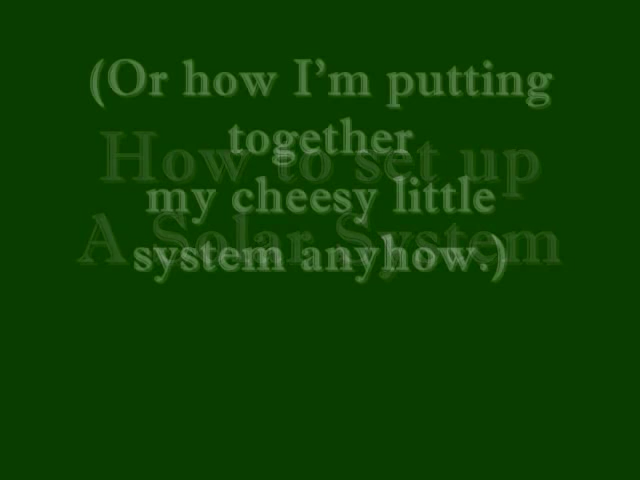 (Or how I’m putting
together
How to set up
my cheesy little
A Solar System
system anyhow.)